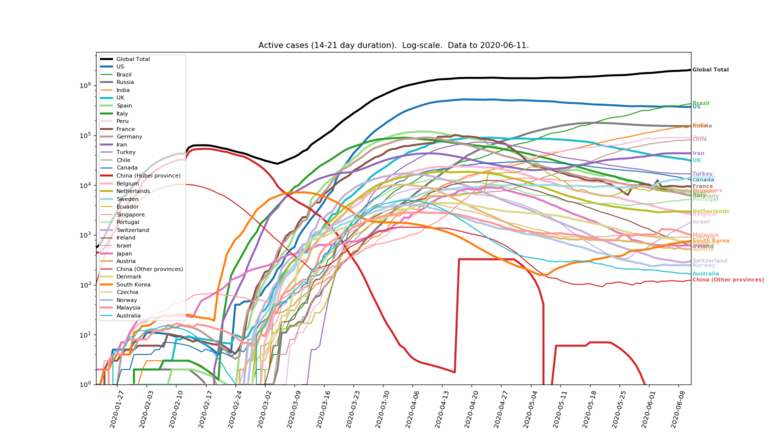 Active cases (14-21 day duration). Log-scale. Data to 2020-06-11.
Global Total
US
Brazil
Russia
India
UK
Spain
Italy
Peru
France
Germany
Iran
Turkey
Chile
Canada
China (Hubei province)
Belgium
Netherlands
Sweden
Ecuador
Singapore
Portugal
Switzerland
Ireland
Israel
Japan
Austria
China (Other provinces)
Denmark
South Korea
Czechia
Norway
Malaysia
Australia
10⁶
10⁵
10⁴
10³
10²
10¹
10⁰
Global Total
Brazil
US
Chile
Iran
UK
Turkey
Canada
France
Italy
Netherlands
Israel
Malaysia
South Korea
Switzerland
Norway
Australia
China (Other provinces)
2020-01-27
2020-02-03
2020-02-10
2020-02-17
2020-02-24
2020-03-02
2020-03-09
2020-03-16
2020-03-23
2020-03-30
2020-04-06
2020-04-13
2020-04-20
2020-04-27
2020-05-04
2020-05-11
2020-05-18
2020-05-25
2020-06-01
2020-06-08